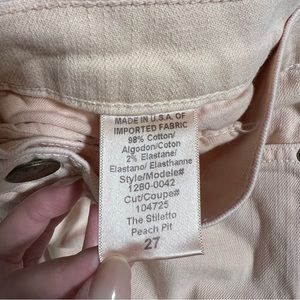 MADE IN U.S.A. OF
IMPORTED FABRIC
98% Cotton/
Algodon/Coton
2% Elastane/
Elastano/ Elasthanne
Style/Modele#
1280-0042
Cut/Coupe#
104725
The Stiletto
Peach Pit
27